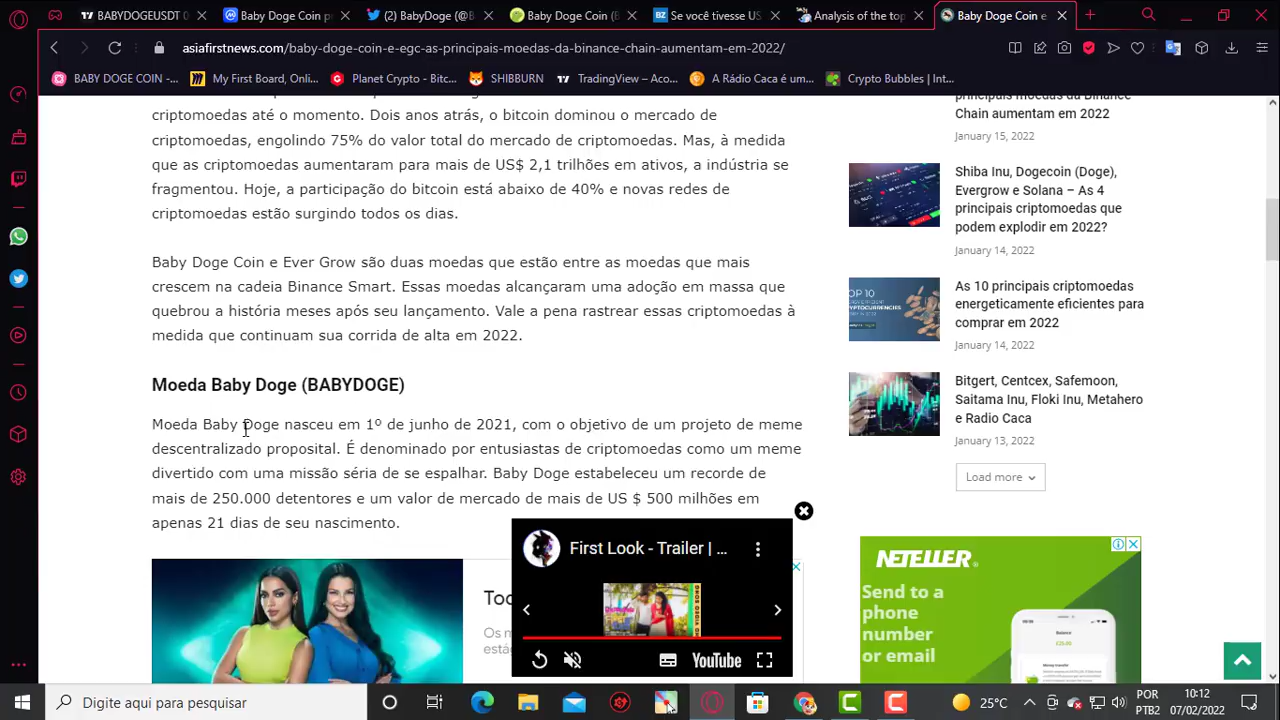 BABYDOGEUSDT 0
Baby Doge Coin pr
(2) BabyDoge (@B
Baby Doge Coin (B
Se você tivesse US
Analysis of the top
Baby Doge Coin e
asiafirstnews.com/baby-doge-coin-e-egc-as-principais-moedas-da-binance-chain-aumentam-em-2022/
BABY DOGE COIN -...
My First Board, Onli...
Planet Crypto - Bitc...
SHIBBURN
TradingView – Aco...
A Rádio Caca é um...
Crypto Bubbles | Int...
criptomoedas até o momento. Dois anos atrás, o bitcoin dominou o mercado de
criptomoedas, engolindo 75% do valor total do mercado de criptomoedas. Mas, à medida
que as criptomoedas aumentaram para mais de US$ 2,1 trilhões em ativos, a indústria se
fragmentou. Hoje, a participação do bitcoin está abaixo de 40% e novas redes de
criptomoedas estão surgindo todos os dias.
Baby Doge Coin e Ever Grow são duas moedas que estão entre as moedas que mais
crescem na cadeia Binance Smart. Essas moedas alcançaram uma adoção em massa que
queimou a história meses após seu lançamento. Vale a pena rastrear essas criptomoedas à
medida que continuam sua corrida de alta em 2022.
Moeda Baby Doge (BABYDOGE)
Moeda Baby Doge nasceu em 1º de junho de 2021, com o objetivo de um projeto de meme
descentralizado proposital. É denominado por entusiastas de criptomoedas como um meme
divertido com uma missão séria de se espalhar. Baby Doge estabeleceu um recorde de
mais de 250.000 detentores e um valor de mercado de mais de US $ 500 milhões em
apenas 21 dias de seu nascimento.
principais moedas da Binance
Chain aumentam em 2022
January 15, 2022
Shiba Inu, Dogecoin (Doge),
Evergrow e Solana – As 4
principais criptomoedas que
podem explodir em 2022?
January 14, 2022
TOP 10
As 10 principais criptomoedas
energeticamente eficientes para
comprar em 2022
January 14, 2022
Bitgert, Centcex, Safemoon,
Saitama Inu, Floki Inu, Metahero
e Radio Caca
January 13, 2022
Load more
First Look - Trailer | ...
YouTube
Too
Os m
estão
NETELLER
Send to a
phone
number
or email
Balance
Digite aqui para pesquisar
25°C
POR
PTB2
10:12
07/02/2022